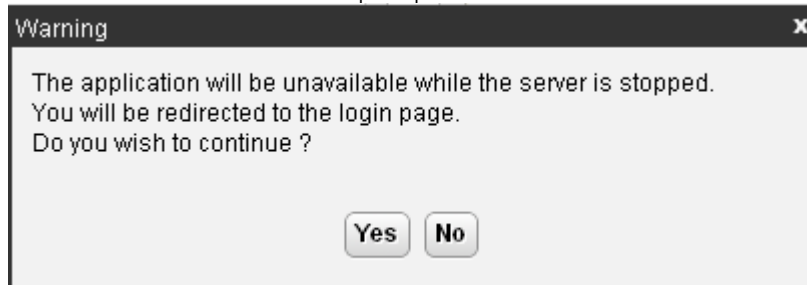 Warning x
The application will be unavailable while the server is stopped.
You will be redirected to the login page.
Do you wish to continue ?
Yes No